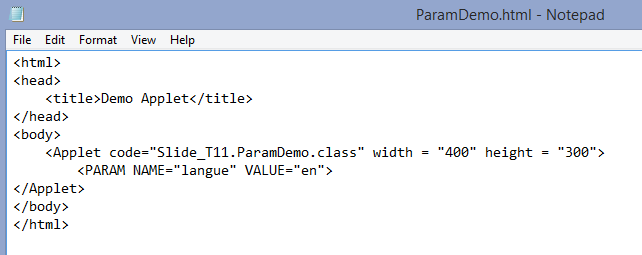 ParamDemo.html - Notepad
File Edit Format View Help
<html>
<head>
    <title>Demo Applet</title>
</head>
<body>
    <Applet code="Slide_T11.ParamDemo.class" width = "400" height = "300">
        <PARAM NAME="langue" VALUE="en">
</Applet>
</body>
</html>